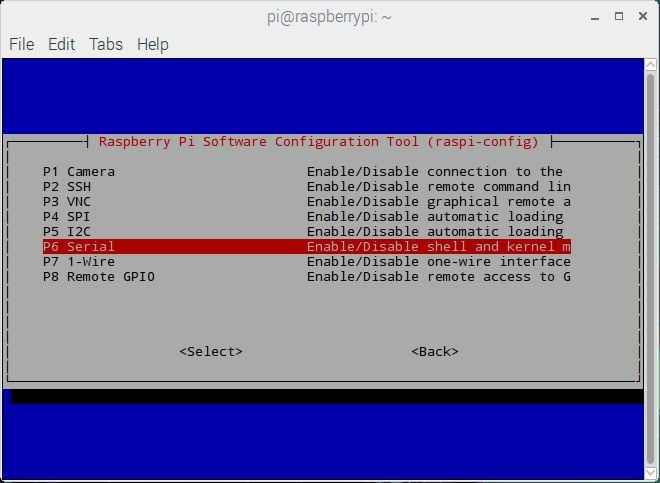 pi@raspberrypi: ~
File Edit Tabs Help
Raspberry Pi Software Configuration Tool (raspi-config)
P1 Camera Enable/Disable connection to the
P2 SSH Enable/Disable remote command lin
P3 VNC Enable/Disable graphical remote a
P4 SPI Enable/Disable automatic loading
P5 I2C Enable/Disable automatic loading
P6 Serial Enable/Disable shell and kernel m
P7 1-Wire Enable/Disable one-wire interface
P8 Remote GPIO Enable/Disable remote access to G
<Select> <Back>